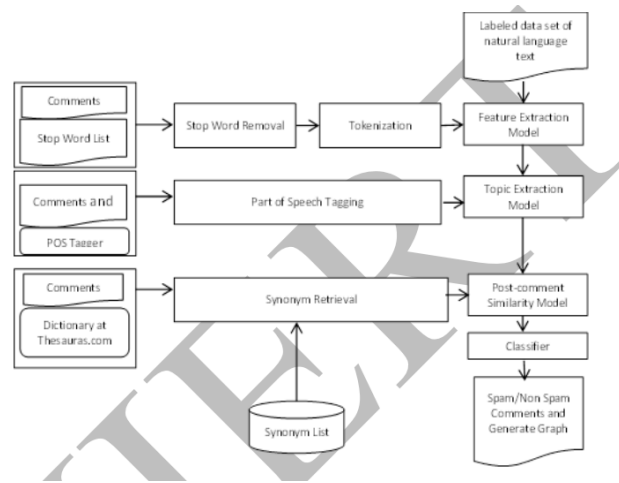 Labeled data set of
natural language
text
Comments
Stop Word List
Stop Word Removal
Tokenization
Feature Extraction
Model
Comments and
POS Tagger
Part of Speech Tagging
Topic Extraction
Model
Comments
Dictionary at
Thesauras.com
Synonym Retrieval
Post-comment
Similarity Model
Classifier
Synonym List
Spam/Non Spam
Comments and
Generate Graph